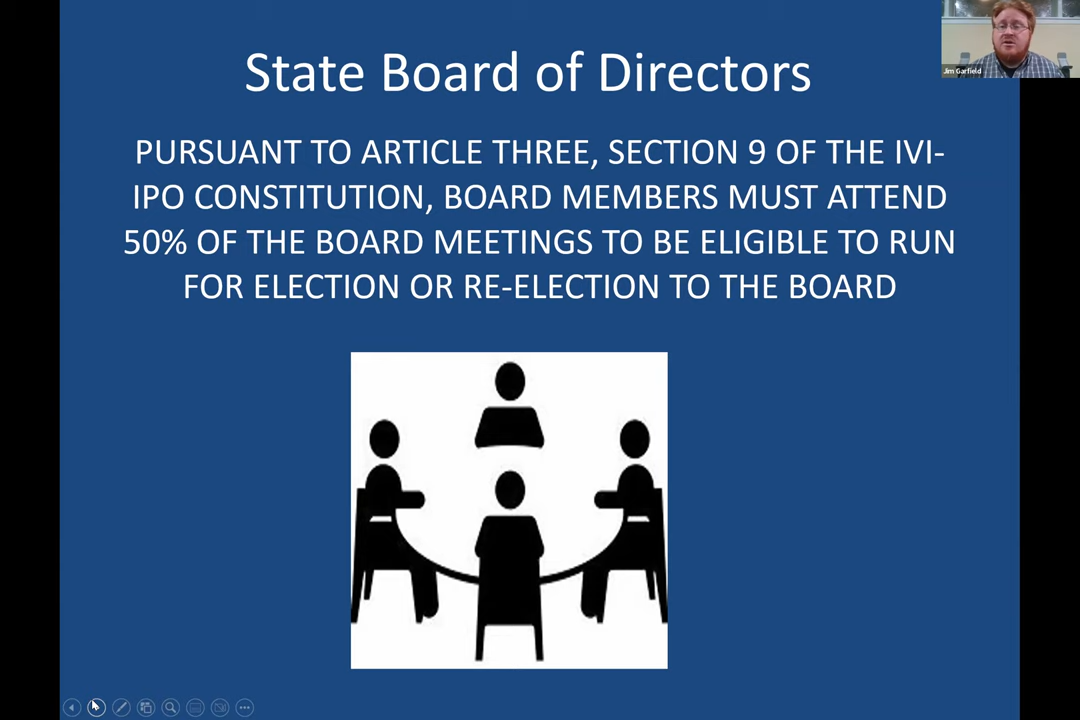 State Board of Directors
PURSUANT TO ARTICLE THREE, SECTION 9 OF THE IVI-
IPO CONSTITUTION, BOARD MEMBERS MUST ATTEND
50% OF THE BOARD MEETINGS TO BE ELIGIBLE TO RUN
FOR ELECTION OR RE-ELECTION TO THE BOARD
Jim Garfield